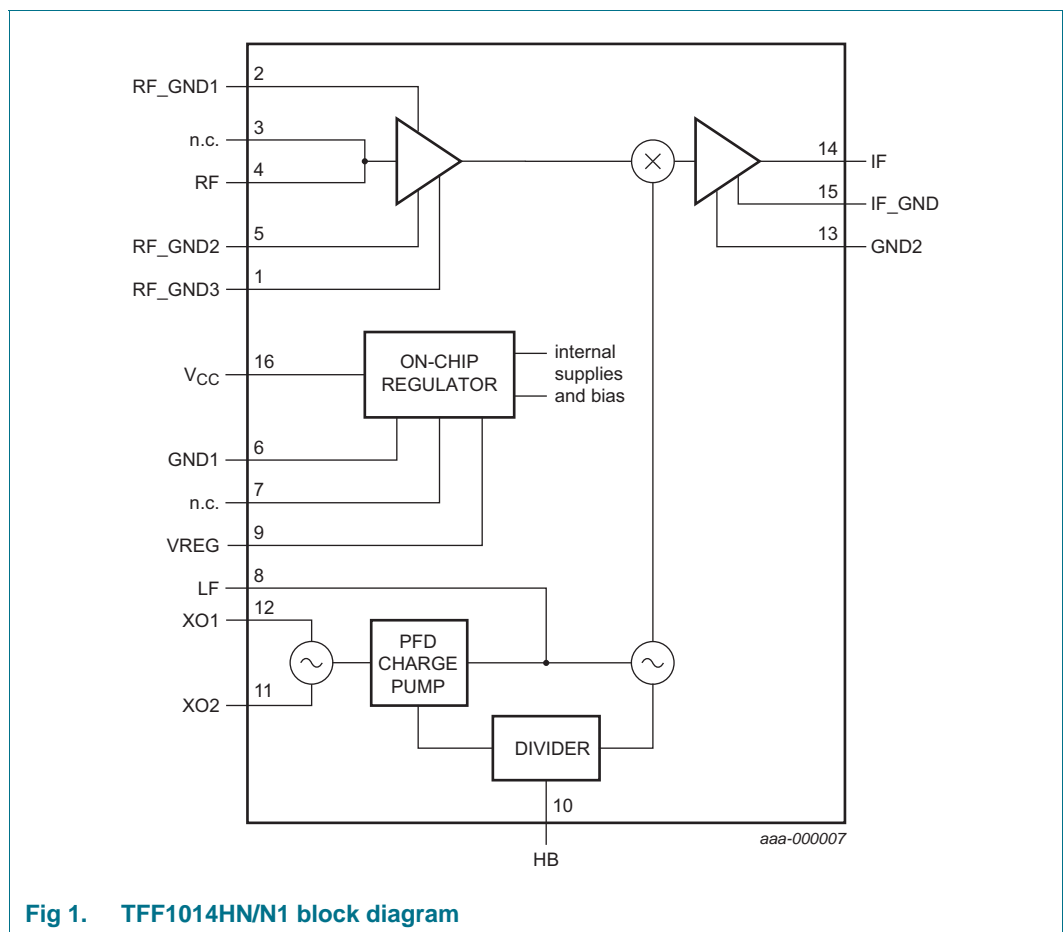 2
RF_GND1
3
n.c.
4
RF
5
RF_GND2
1
RF_GND3
14
IF
15
IF_GND
13
GND2
16
VCC
ON-CHIP
REGULATOR
internal
supplies
and bias
6
GND1
7
n.c.
9
VREG
8
LF
12
XO1
11
XO2
PFD
CHARGE
PUMP
DIVIDER
10
HB
aaa-000007
Fig 1. TFF1014HN/N1 block diagram